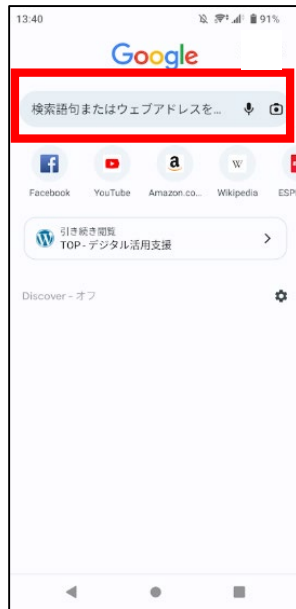 13:40
91%
Google
検索語句またはウェブアドレスを...
Facebook
YouTube
Amazon.co...
Wikipedia
ESP
引き続き閲覧
TOP - デジタル活用支援
Discover – オフ